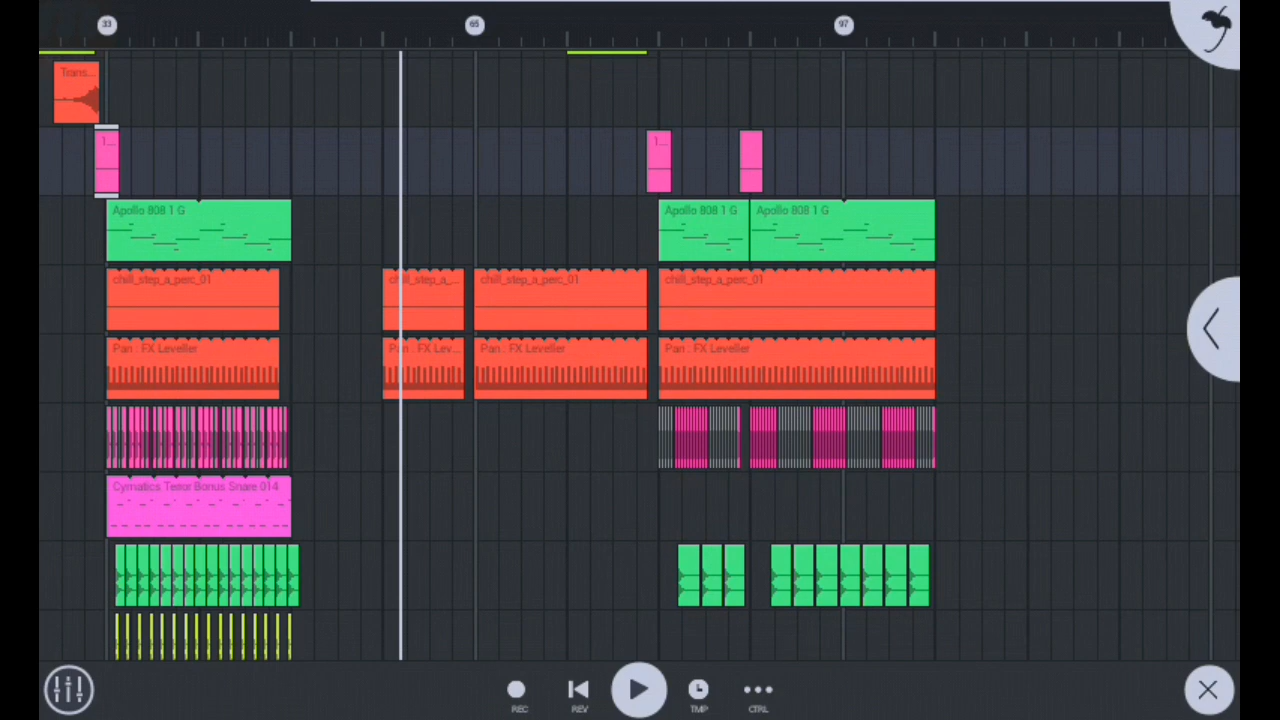 33 65 97
Trans...
1... 1...
Apollo 808 1 G Apollo 808 1 G Apollo 808 1 G
chill_step_a_perc_01 chill_step_a_... chill_step_a_perc_01 chill_step_a_perc_01
Pan : FX Leveller Pan : FX Lev... Pan : FX Leveller Pan : FX Leveller
Cymatics Terror Bonus Snare 014
REC REV TMP CTRL